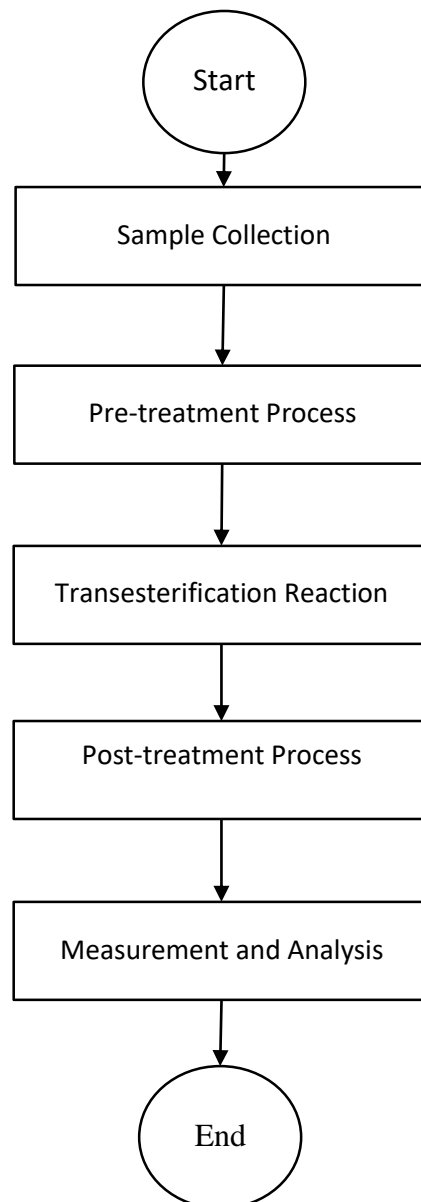 Start
Sample Collection
Pre-treatment Process
Transesterification Reaction
Post-treatment Process
Measurement and Analysis
End